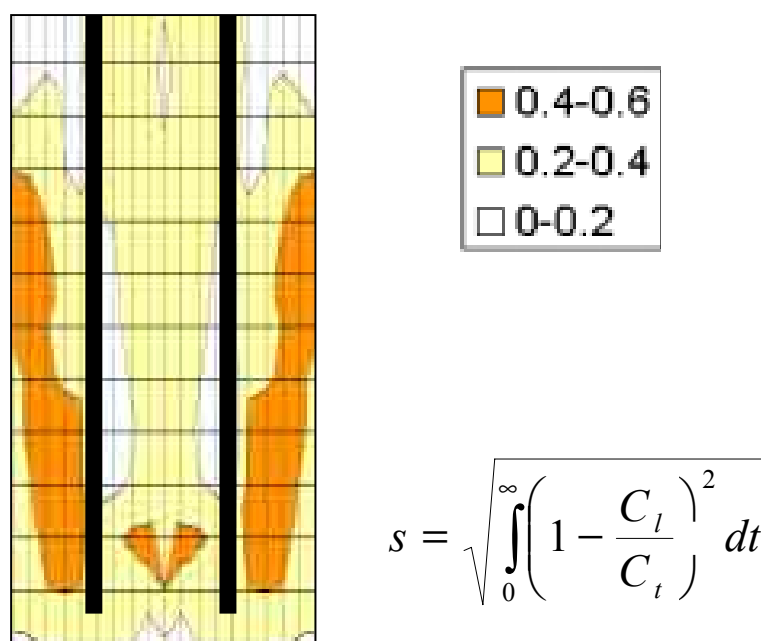 0.4-0.6
0.2-0.4
0-0.2
s = √∫₀^∞ (1 − C_l/C_t)² dt